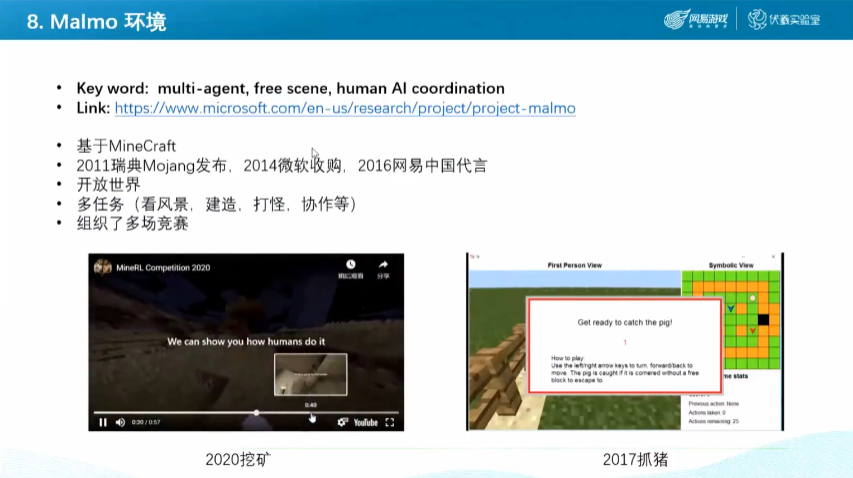 8. Malmo 环境
网易游戏
伏羲实验室
• Key word: multi-agent, free scene, human AI coordination
• Link: https://www.microsoft.com/en-us/research/project/project-malmo
• 基于MineCraft
• 2011瑞典Mojang发布，2014微软收购，2016网易中国代言
• 开放世界
• 多任务（看风景，建造，打怪，协作等）
• 组织了多场竞赛
MineRL Competition 2020
稍后观看
分享
We can show you how humans do it
0:40
0:30 / 0:57
YouTube
First Person View
Symbolic View
Get ready to catch the pig!
1
How to play
Use the left/right arrow keys to turn, forward/back to
move. The pig is caught if it is cornered without a free
block to escape to.
me stats
Previous action: None
Actions taken: 0
Actions remaining: 25
2020挖矿
2017抓猪